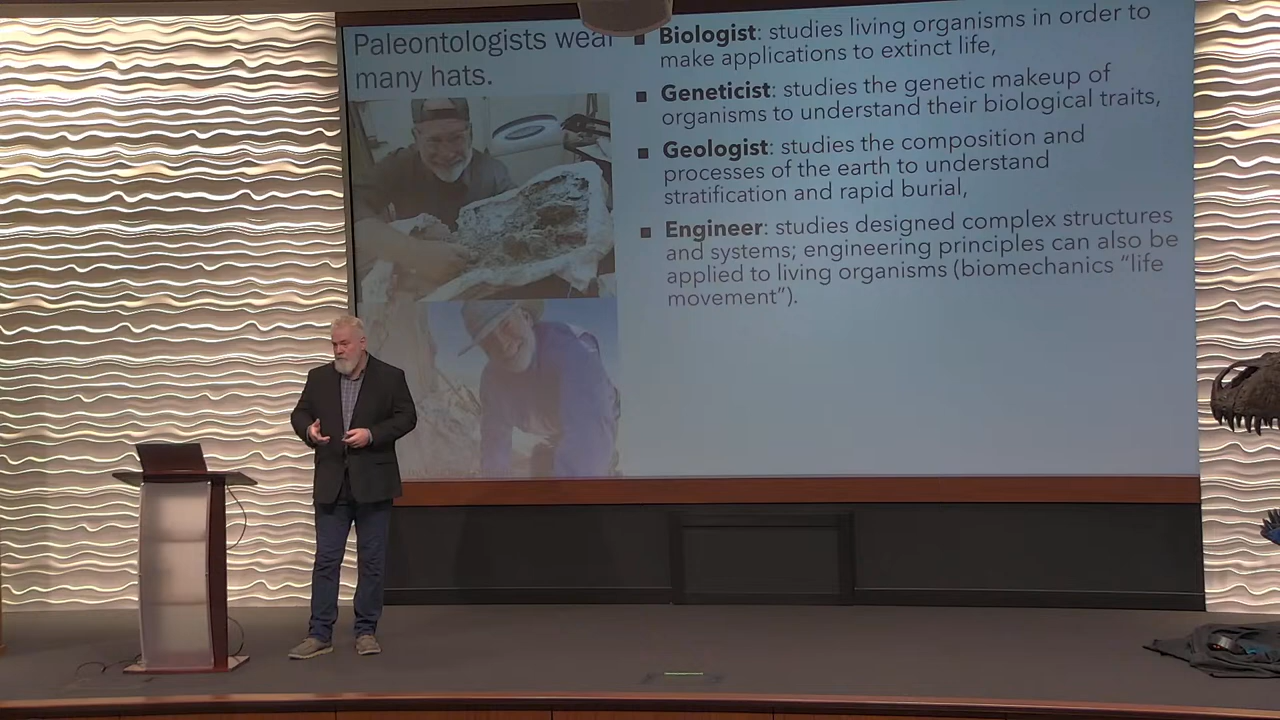 Paleontologists wear
many hats.
Biologist: studies living organisms in order to
make applications to extinct life,
Geneticist: studies the genetic makeup of
organisms to understand their biological traits,
Geologist: studies the composition and
processes of the earth to understand
stratification and rapid burial,
Engineer: studies designed complex structures
and systems; engineering principles can also be
applied to living organisms (biomechanics “life
movement”).